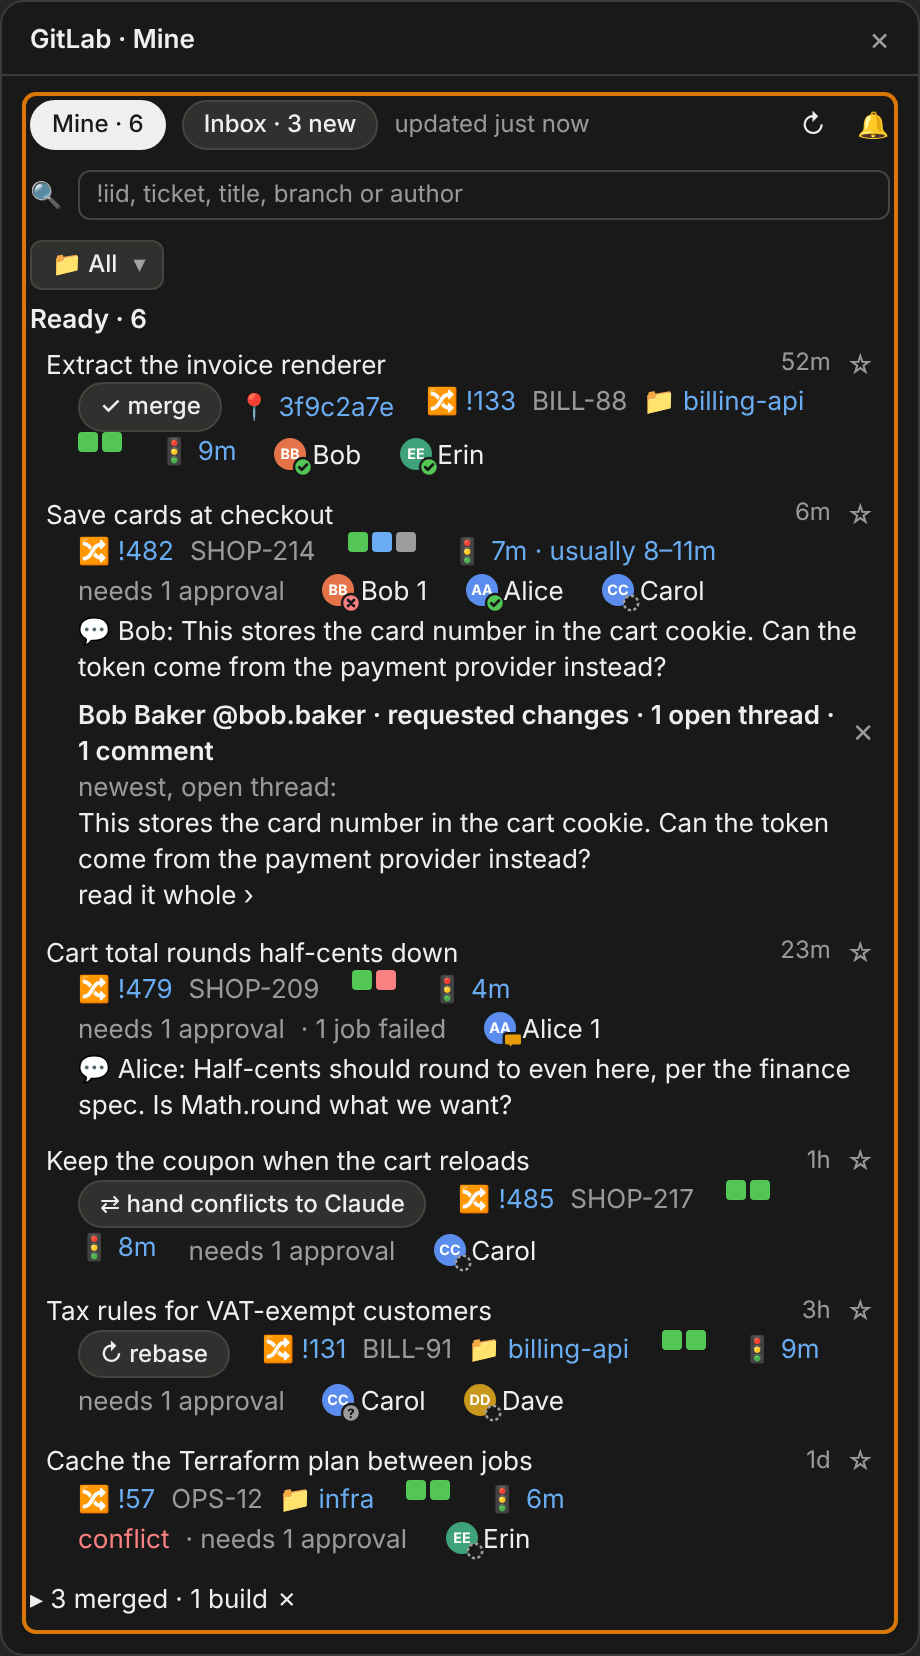 GitLab · Mine ×
Mine · 6 Inbox · 3 new updated just now
!iid, ticket, title, branch or author
All ▾
Ready · 6
Extract the invoice renderer 52m ☆
✓ merge 3f9c2a7e !133 BILL-88 billing-api
9m BB Bob EE Erin
Save cards at checkout 6m ☆
!482 SHOP-214 7m · usually 8–11m
needs 1 approval BB Bob 1 AA Alice CC Carol
Bob: This stores the card number in the cart cookie. Can the
token come from the payment provider instead?
Bob Baker @bob.baker · requested changes · 1 open thread ·
1 comment ×
newest, open thread:
This stores the card number in the cart cookie. Can the token
come from the payment provider instead?
read it whole ›
Cart total rounds half-cents down 23m ☆
!479 SHOP-209 4m
needs 1 approval · 1 job failed AA Alice 1
Alice: Half-cents should round to even here, per the finance
spec. Is Math.round what we want?
Keep the coupon when the cart reloads 1h ☆
⇄ hand conflicts to Claude !485 SHOP-217
8m needs 1 approval CC Carol
Tax rules for VAT-exempt customers 3h ☆
↻ rebase !131 BILL-91 billing-api 9m
needs 1 approval CC ? Carol DD Dave
Cache the Terraform plan between jobs 1d ☆
!57 OPS-12 infra 6m
conflict · needs 1 approval EE Erin
▸ 3 merged · 1 build ×